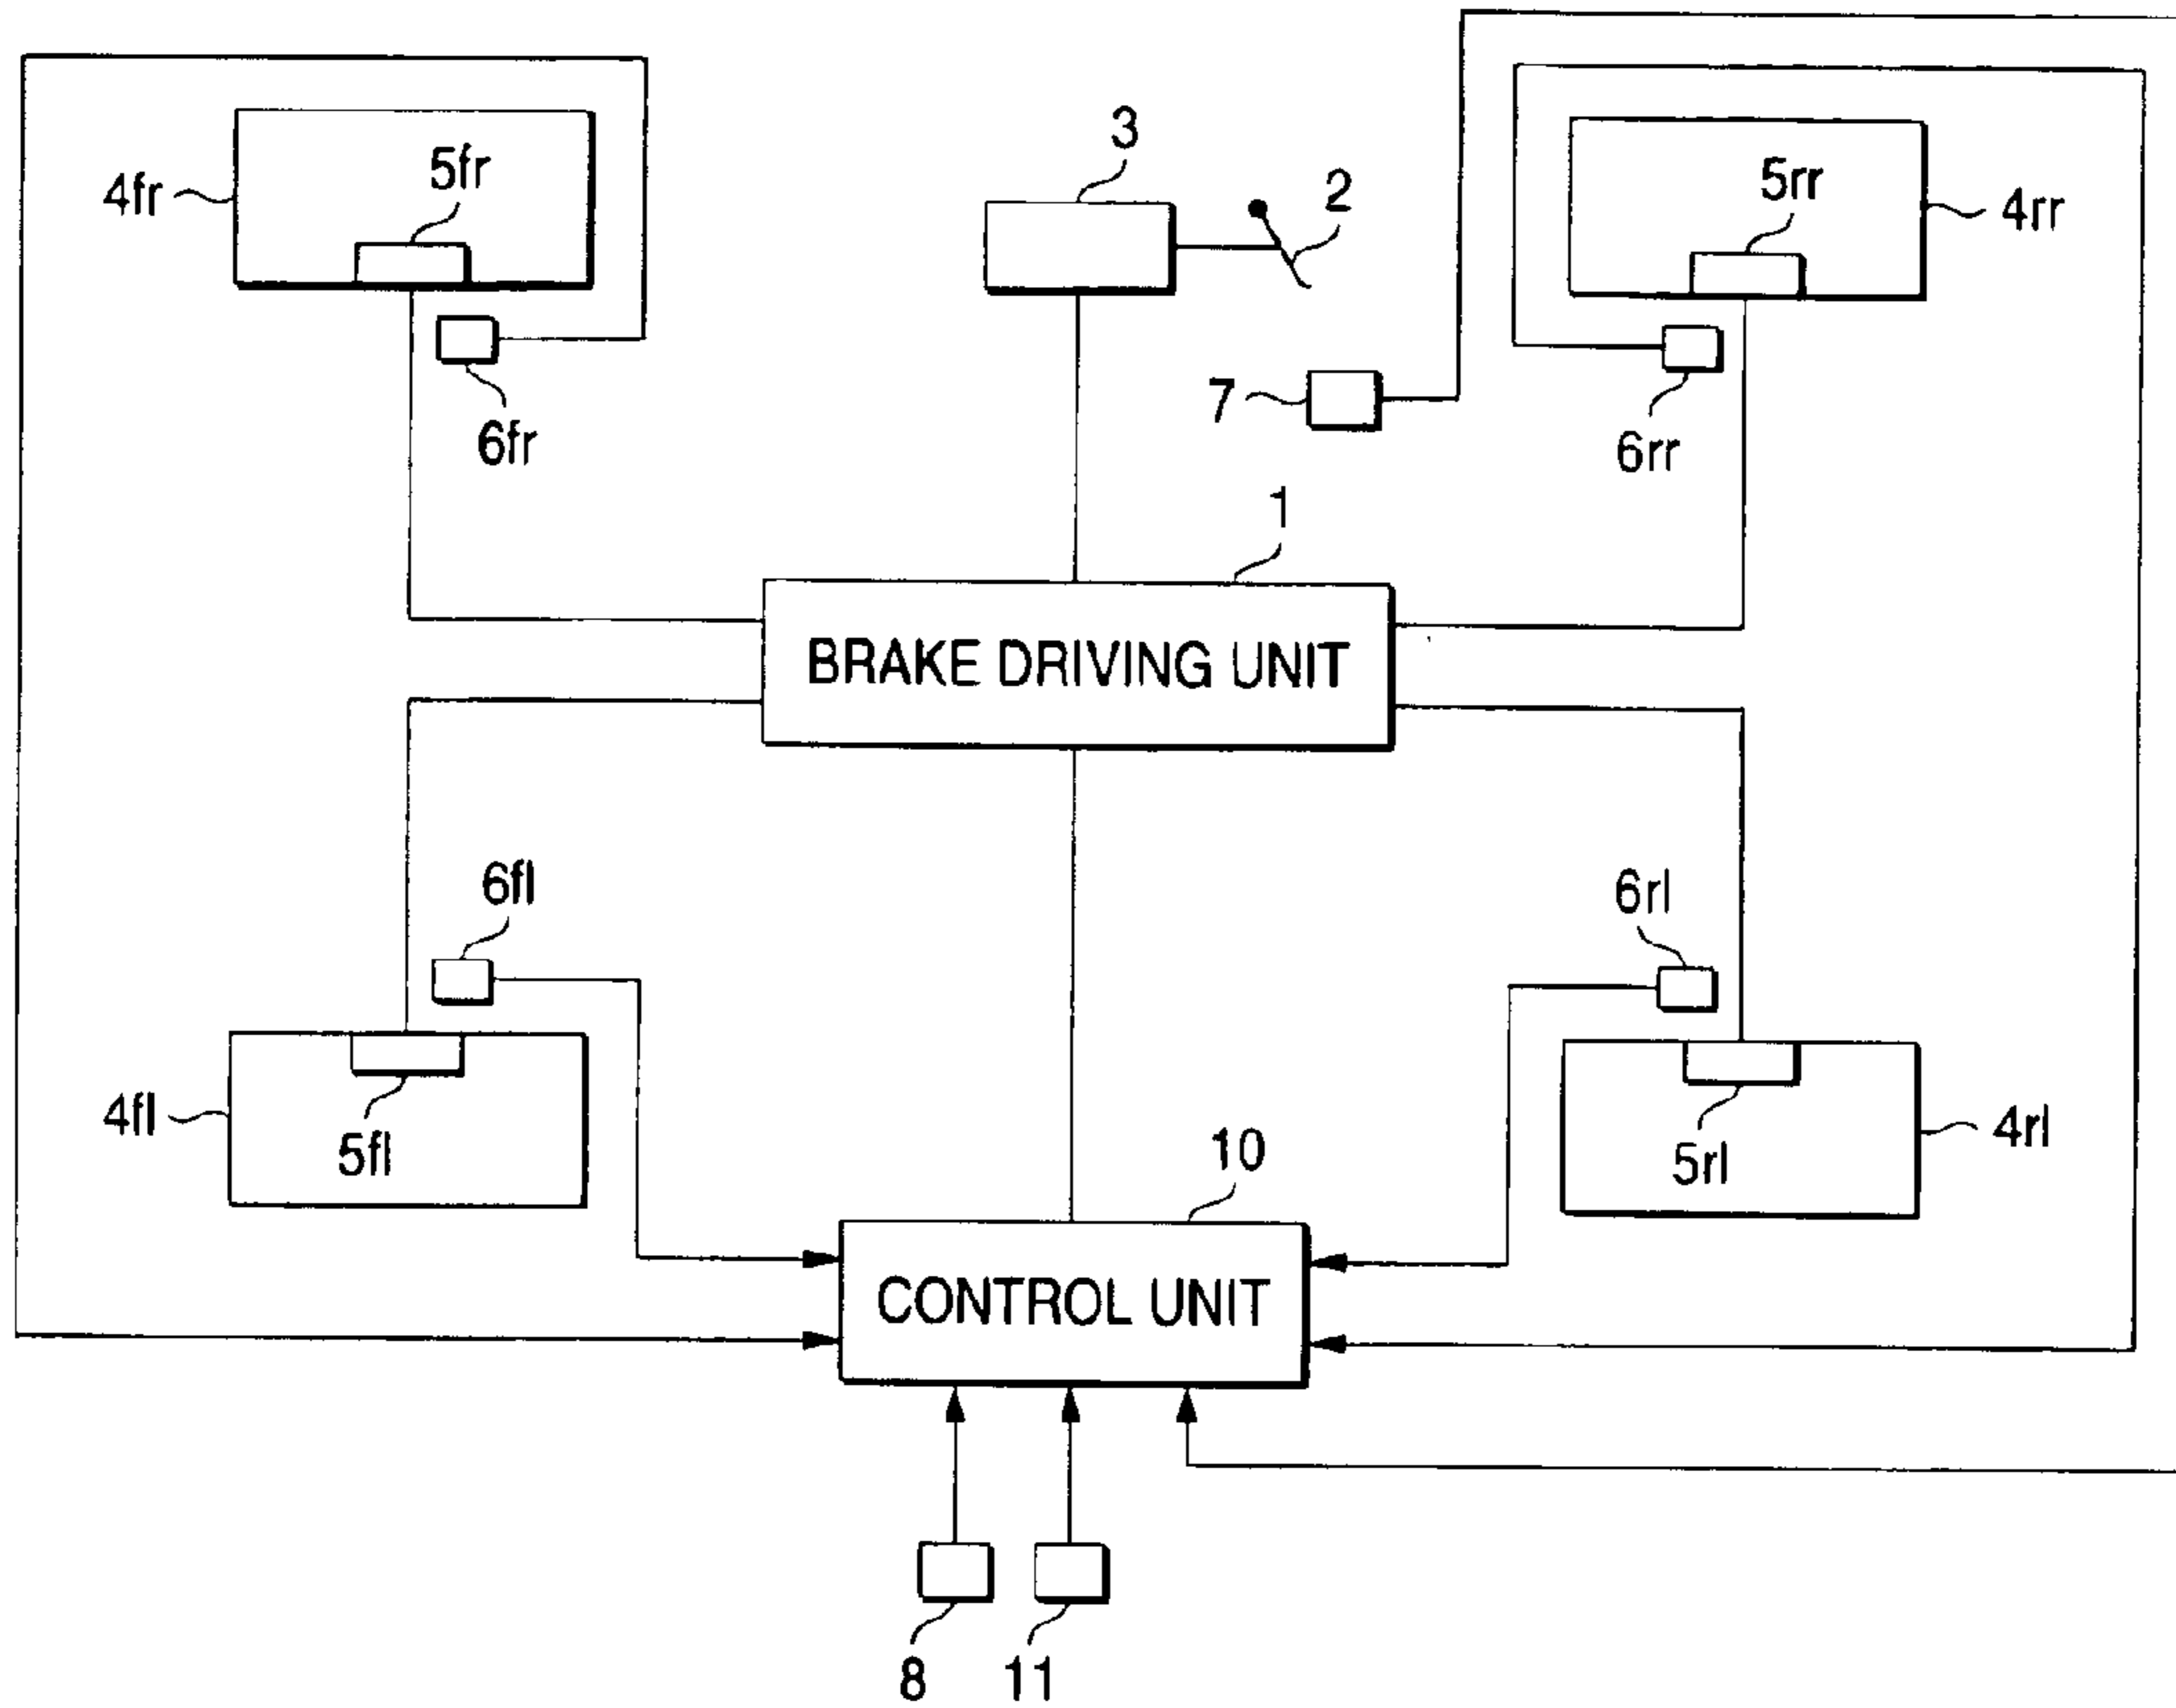 3
5fr
5rr
2
4fr
4rr
7
6fr
6rr
1
BRAKE DRIVING UNIT
6fl
6rl
4fl
5fl
10
5rl
4rl
CONTROL UNIT
8
11